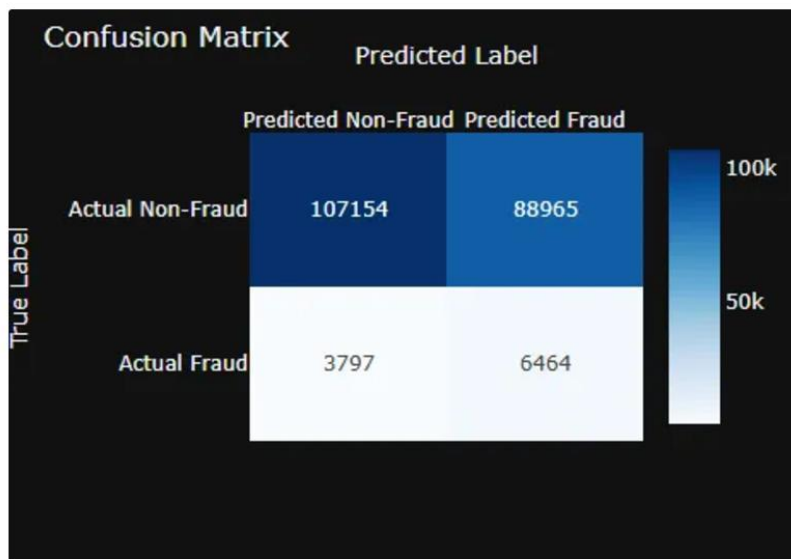 Confusion Matrix
Predicted Label
Predicted Non-Fraud Predicted Fraud
Actual Non-Fraud 107154 88965
Actual Fraud 3797 6464
True Label
100k
50k